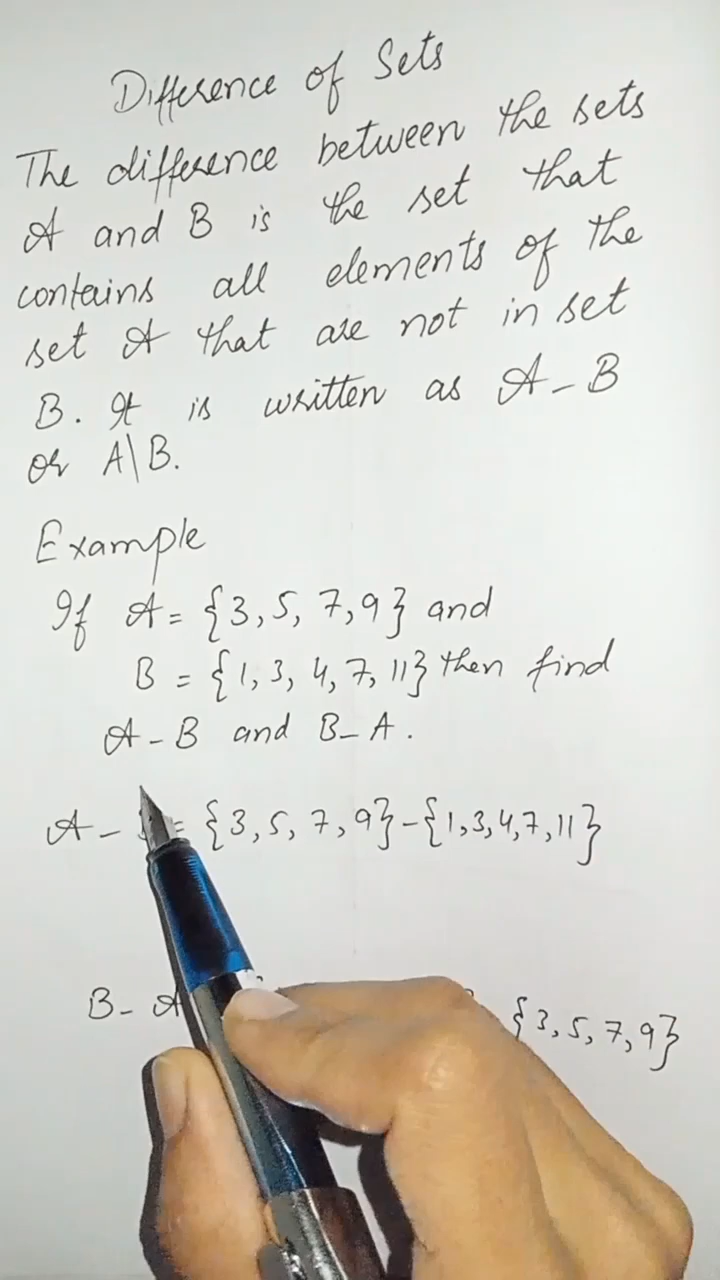 Difference of Sets
The difference between the sets
A and B is the set that
contains all elements of the
set A that are not in set
B. It is written as A - B
or A\B.
Example
If A = {3, 5, 7, 9} and
B = {1, 3, 4, 7, 11} then find
A - B and B - A.
A - = {3, 5, 7, 9} - {1, 3, 4, 7, 11}
B - A {3, 5, 7, 9}